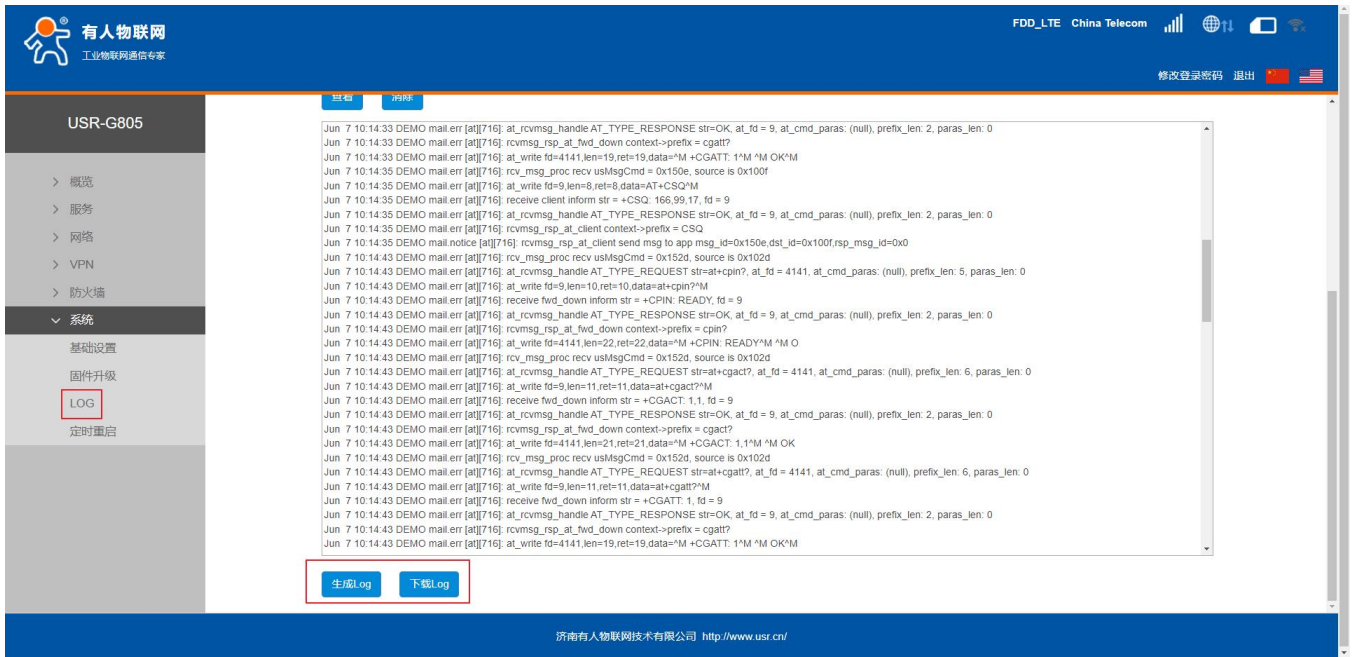 有人物联网
工业物联网通信专家
FDD_LTE China Telecom
修改登录密码 退出
USR-G805
概览
服务
网络
VPN
防火墙
系统
基础设置
固件升级
LOG
定时重启
查看 清除
Jun 7 10:14:33 DEMO mail.err [at][716]: at_rcvmsg_handle AT_TYPE_RESPONSE str=OK, at_fd = 9, at_cmd_paras: (null), prefix_len: 2, paras_len: 0
Jun 7 10:14:33 DEMO mail.err [at][716]: rcvmsg_rsp_at_fwd_down context->prefix = cgatt?
Jun 7 10:14:33 DEMO mail.err [at][716]: at_write fd=4141,len=19,ret=19,data=^M +CGATT: 1^M ^M OK^M
Jun 7 10:14:35 DEMO mail.err [at][716]: rcv_msg_proc recv usMsgCmd = 0x150e, source is 0x100f
Jun 7 10:14:35 DEMO mail.err [at][716]: at_write fd=9,len=8,ret=8,data=AT+CSQ^M
Jun 7 10:14:35 DEMO mail.err [at][716]: receive client inform str = +CSQ: 166,99,17, fd = 9
Jun 7 10:14:35 DEMO mail.err [at][716]: at_rcvmsg_handle AT_TYPE_RESPONSE str=OK, at_fd = 9, at_cmd_paras: (null), prefix_len: 2, paras_len: 0
Jun 7 10:14:35 DEMO mail.err [at][716]: rcvmsg_rsp_at_client context->prefix = CSQ
Jun 7 10:14:35 DEMO mail.notice [at][716]: rcvmsg_rsp_at_client send msg to app msg_id=0x150e,dst_id=0x100f,rsp_msg_id=0x0
Jun 7 10:14:43 DEMO mail.err [at][716]: rcv_msg_proc recv usMsgCmd = 0x152d, source is 0x102d
Jun 7 10:14:43 DEMO mail.err [at][716]: at_rcvmsg_handle AT_TYPE_REQUEST str=at+cpin?, at_fd = 4141, at_cmd_paras: (null), prefix_len: 5, paras_len: 0
Jun 7 10:14:43 DEMO mail.err [at][716]: at_write fd=9,len=10,ret=10,data=at+cpin?^M
Jun 7 10:14:43 DEMO mail.err [at][716]: receive fwd_down inform str = +CPIN: READY, fd = 9
Jun 7 10:14:43 DEMO mail.err [at][716]: at_rcvmsg_handle AT_TYPE_RESPONSE str=OK, at_fd = 9, at_cmd_paras: (null), prefix_len: 2, paras_len: 0
Jun 7 10:14:43 DEMO mail.err [at][716]: rcvmsg_rsp_at_fwd_down context->prefix = cpin?
Jun 7 10:14:43 DEMO mail.err [at][716]: at_write fd=4141,len=22,ret=22,data=^M +CPIN: READY^M ^M O
Jun 7 10:14:43 DEMO mail.err [at][716]: rcv_msg_proc recv usMsgCmd = 0x152d, source is 0x102d
Jun 7 10:14:43 DEMO mail.err [at][716]: at_rcvmsg_handle AT_TYPE_REQUEST str=at+cgact?, at_fd = 4141, at_cmd_paras: (null), prefix_len: 6, paras_len: 0
Jun 7 10:14:43 DEMO mail.err [at][716]: at_write fd=9,len=11,ret=11,data=at+cgact?^M
Jun 7 10:14:43 DEMO mail.err [at][716]: receive fwd_down inform str = +CGACT: 1,1, fd = 9
Jun 7 10:14:43 DEMO mail.err [at][716]: at_rcvmsg_handle AT_TYPE_RESPONSE str=OK, at_fd = 9, at_cmd_paras: (null), prefix_len: 2, paras_len: 0
Jun 7 10:14:43 DEMO mail.err [at][716]: rcvmsg_rsp_at_fwd_down context->prefix = cgact?
Jun 7 10:14:43 DEMO mail.err [at][716]: at_write fd=4141,len=21,ret=21,data=^M +CGACT: 1,1^M ^M OK
Jun 7 10:14:43 DEMO mail.err [at][716]: rcv_msg_proc recv usMsgCmd = 0x152d, source is 0x102d
Jun 7 10:14:43 DEMO mail.err [at][716]: at_rcvmsg_handle AT_TYPE_REQUEST str=at+cgatt?, at_fd = 4141, at_cmd_paras: (null), prefix_len: 6, paras_len: 0
Jun 7 10:14:43 DEMO mail.err [at][716]: at_write fd=9,len=11,ret=11,data=at+cgatt?^M
Jun 7 10:14:43 DEMO mail.err [at][716]: receive fwd_down inform str = +CGATT: 1, fd = 9
Jun 7 10:14:43 DEMO mail.err [at][716]: at_rcvmsg_handle AT_TYPE_RESPONSE str=OK, at_fd = 9, at_cmd_paras: (null), prefix_len: 2, paras_len: 0
Jun 7 10:14:43 DEMO mail.err [at][716]: rcvmsg_rsp_at_fwd_down context->prefix = cgatt?
Jun 7 10:14:43 DEMO mail.err [at][716]: at_write fd=4141,len=19,ret=19,data=^M +CGATT: 1^M ^M OK^M
生成Log 下载Log
济南有人物联网技术有限公司 http://www.usr.cn/